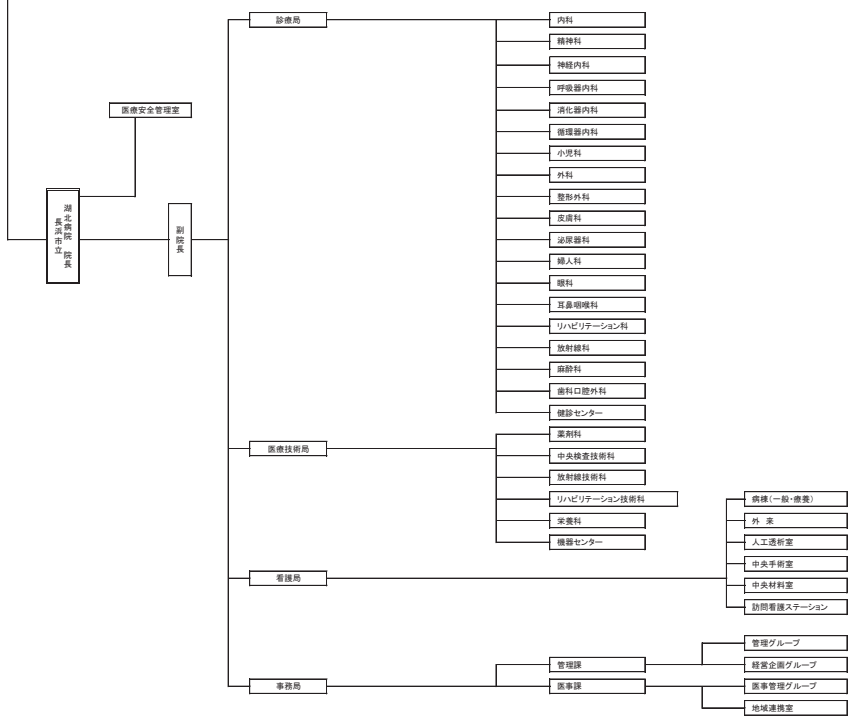 診療局
内科
精神科
神経内科
呼吸器内科
消化器内科
循環器内科
小児科
外科
整形外科
皮膚科
泌尿器科
婦人科
眼科
耳鼻咽喉科
リハビリテーション科
放射線科
麻酔科
歯科口腔外科
健診センター
医療安全管理室
長浜市立
湖北病院 院長
副院長
医療技術局
薬剤科
中央検査技術科
放射線技術科
リハビリテーション技術科
栄養科
機器センター
看護局
病棟(一般・療養)
外 来
人工透析室
中央手術室
中央材料室
訪問看護ステーション
事務局
管理課
管理グループ
経営企画グループ
医事課
医事管理グループ
地域連携室